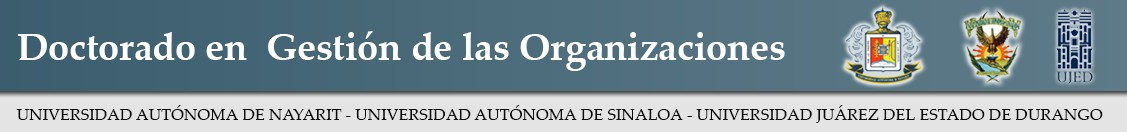 Doctorado en Gestión de las Organizaciones
UJED
UNIVERSIDAD AUTÓNOMA DE NAYARIT - UNIVERSIDAD AUTÓNOMA DE SINALOA - UNIVERSIDAD JUÁREZ DEL ESTADO DE DURANGO